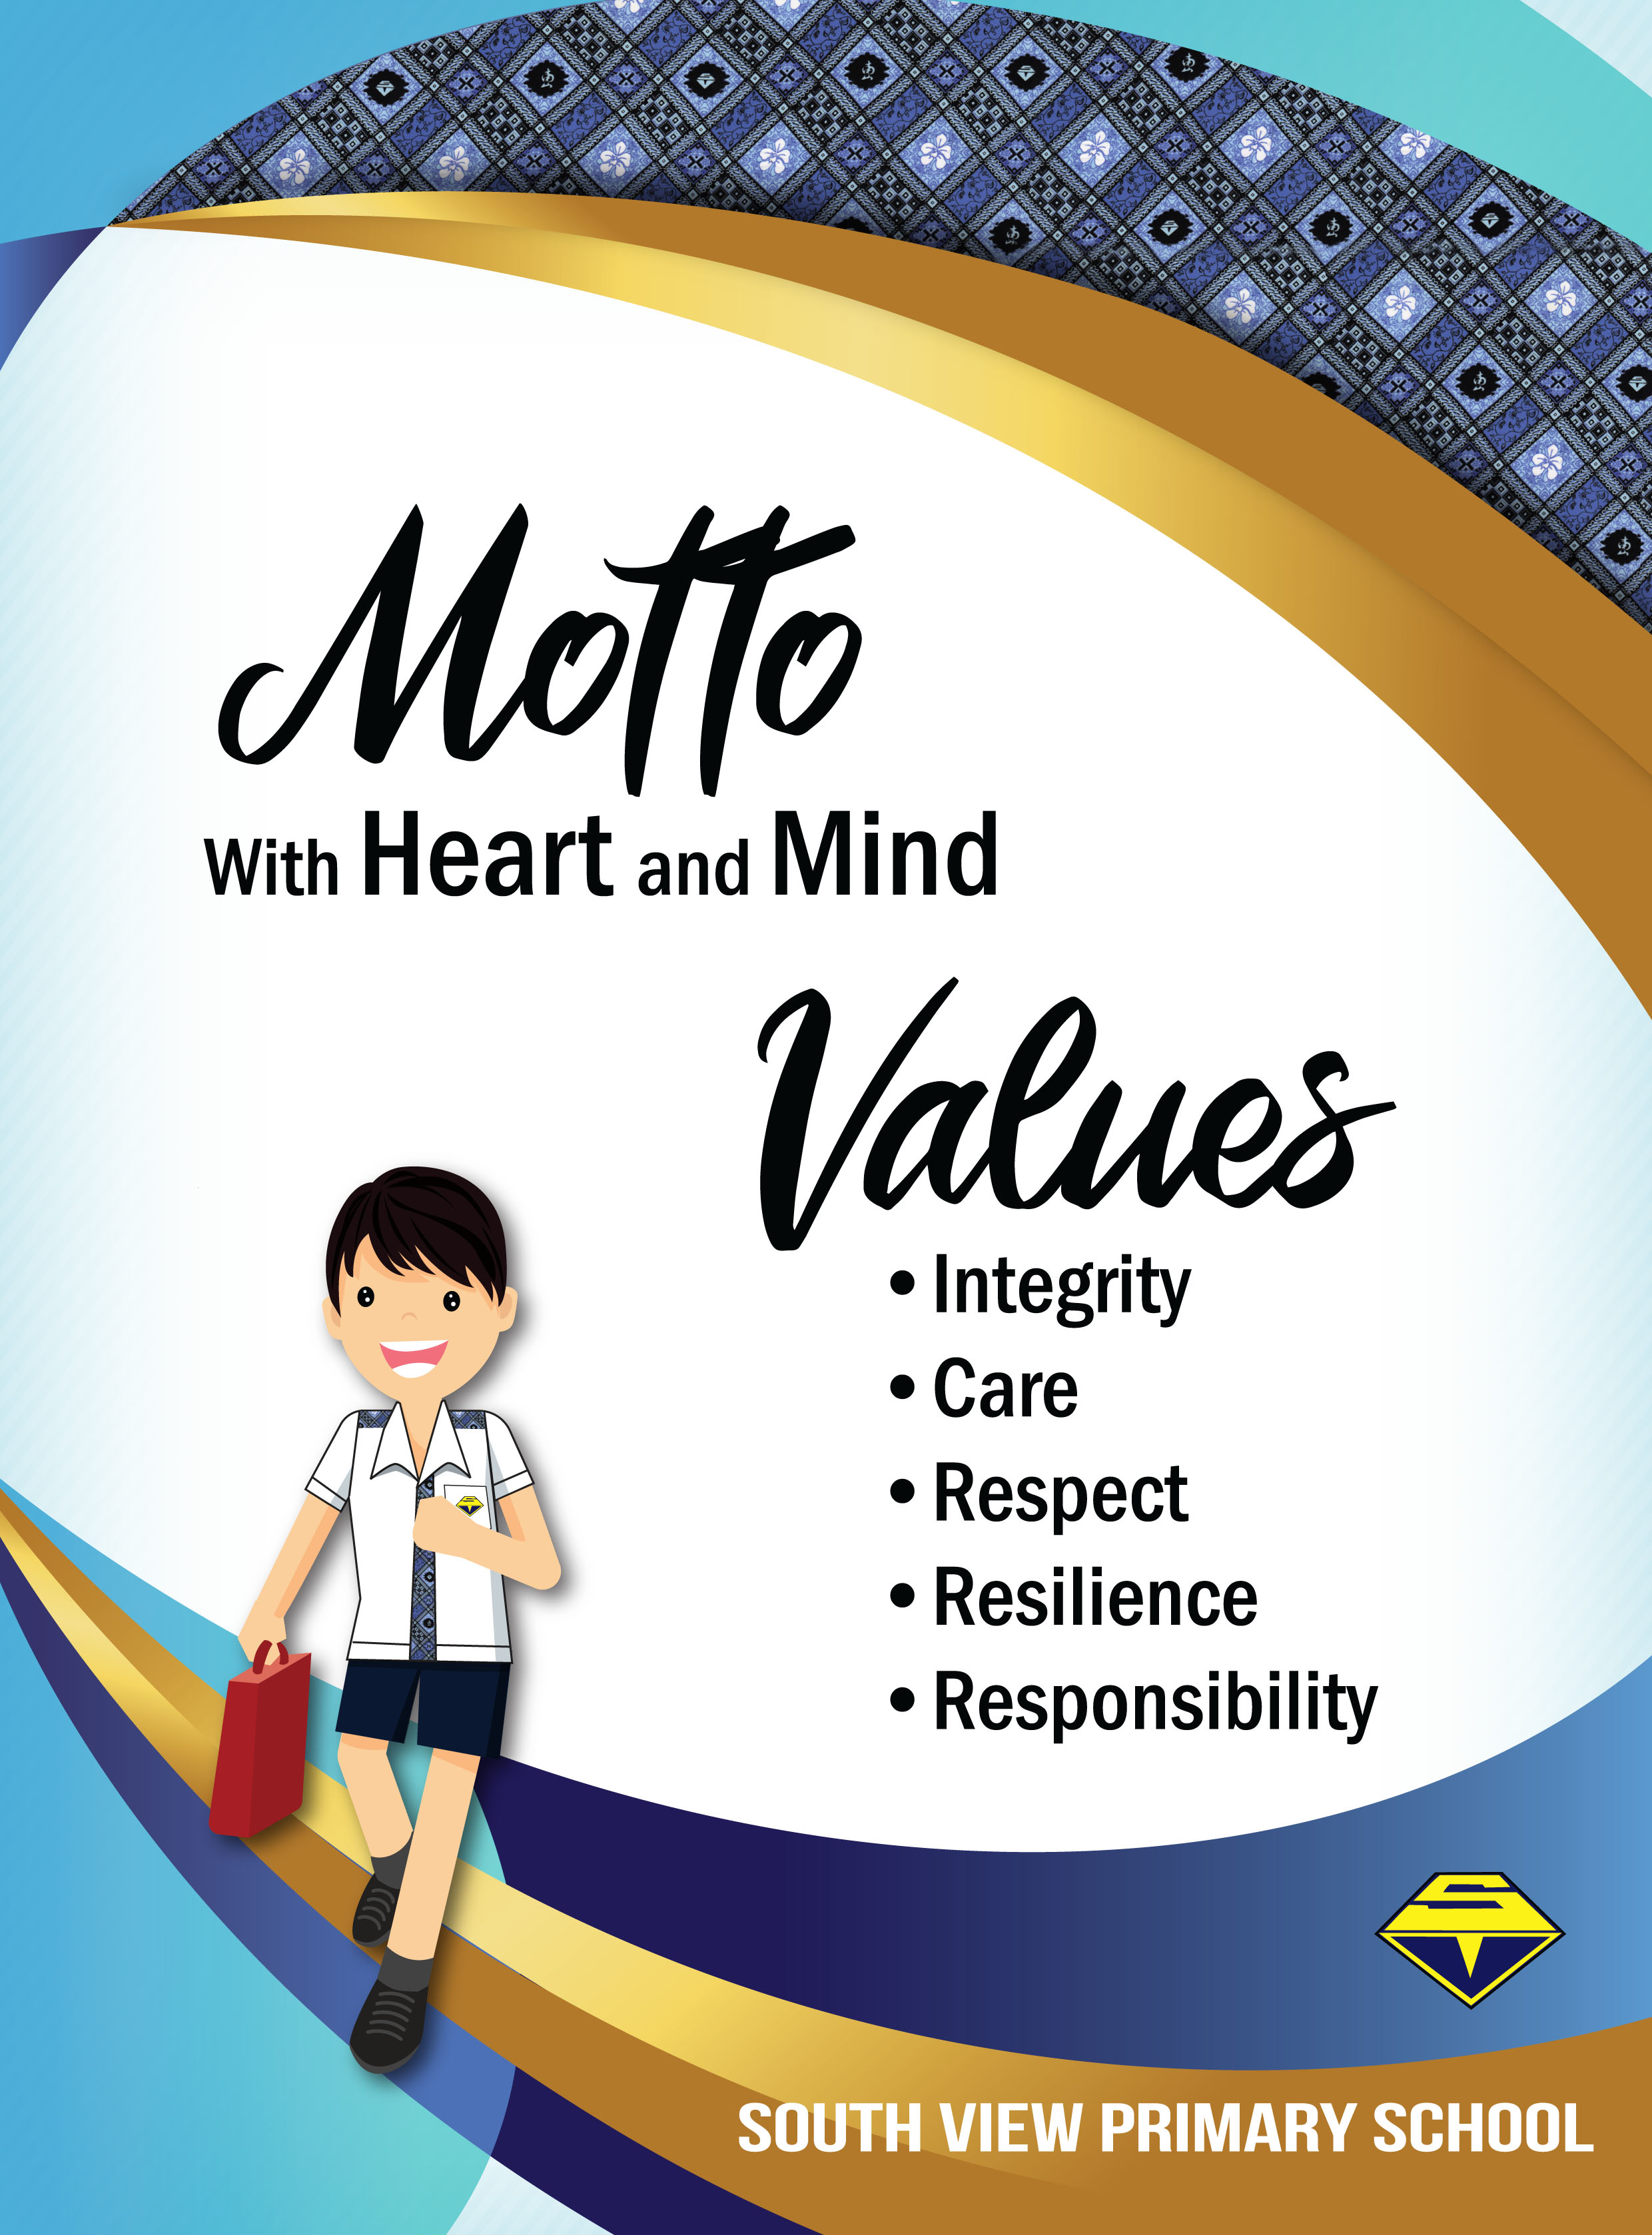 Motto
With Heart and Mind
Values
• Integrity
• Care
• Respect
• Resilience
• Responsibility
SOUTH VIEW PRIMARY SCHOOL